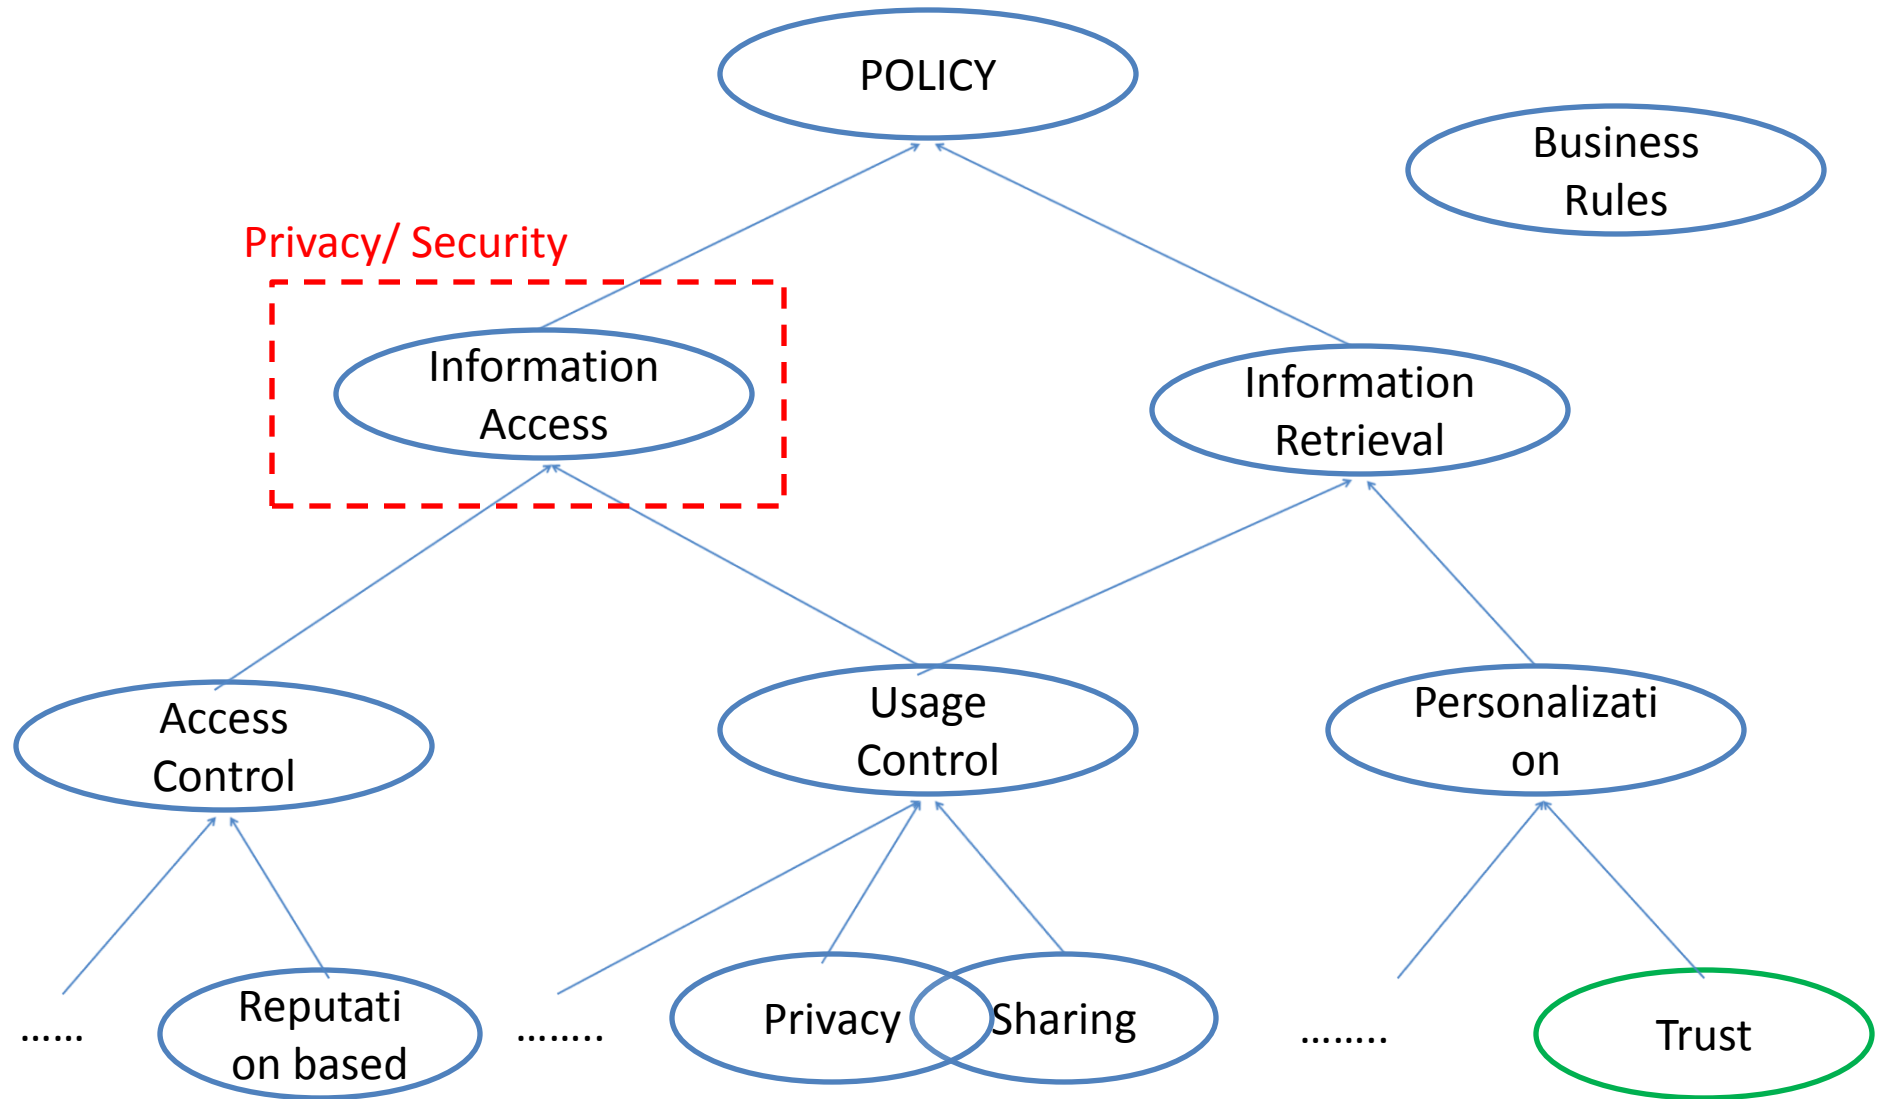 POLICY
Business
Rules
Privacy/ Security
Information
Access
Information
Retrieval
Access
Control
Usage
Control
Personalizati
on
......
Reputati
on based
........
Privacy
Sharing
........
Trust